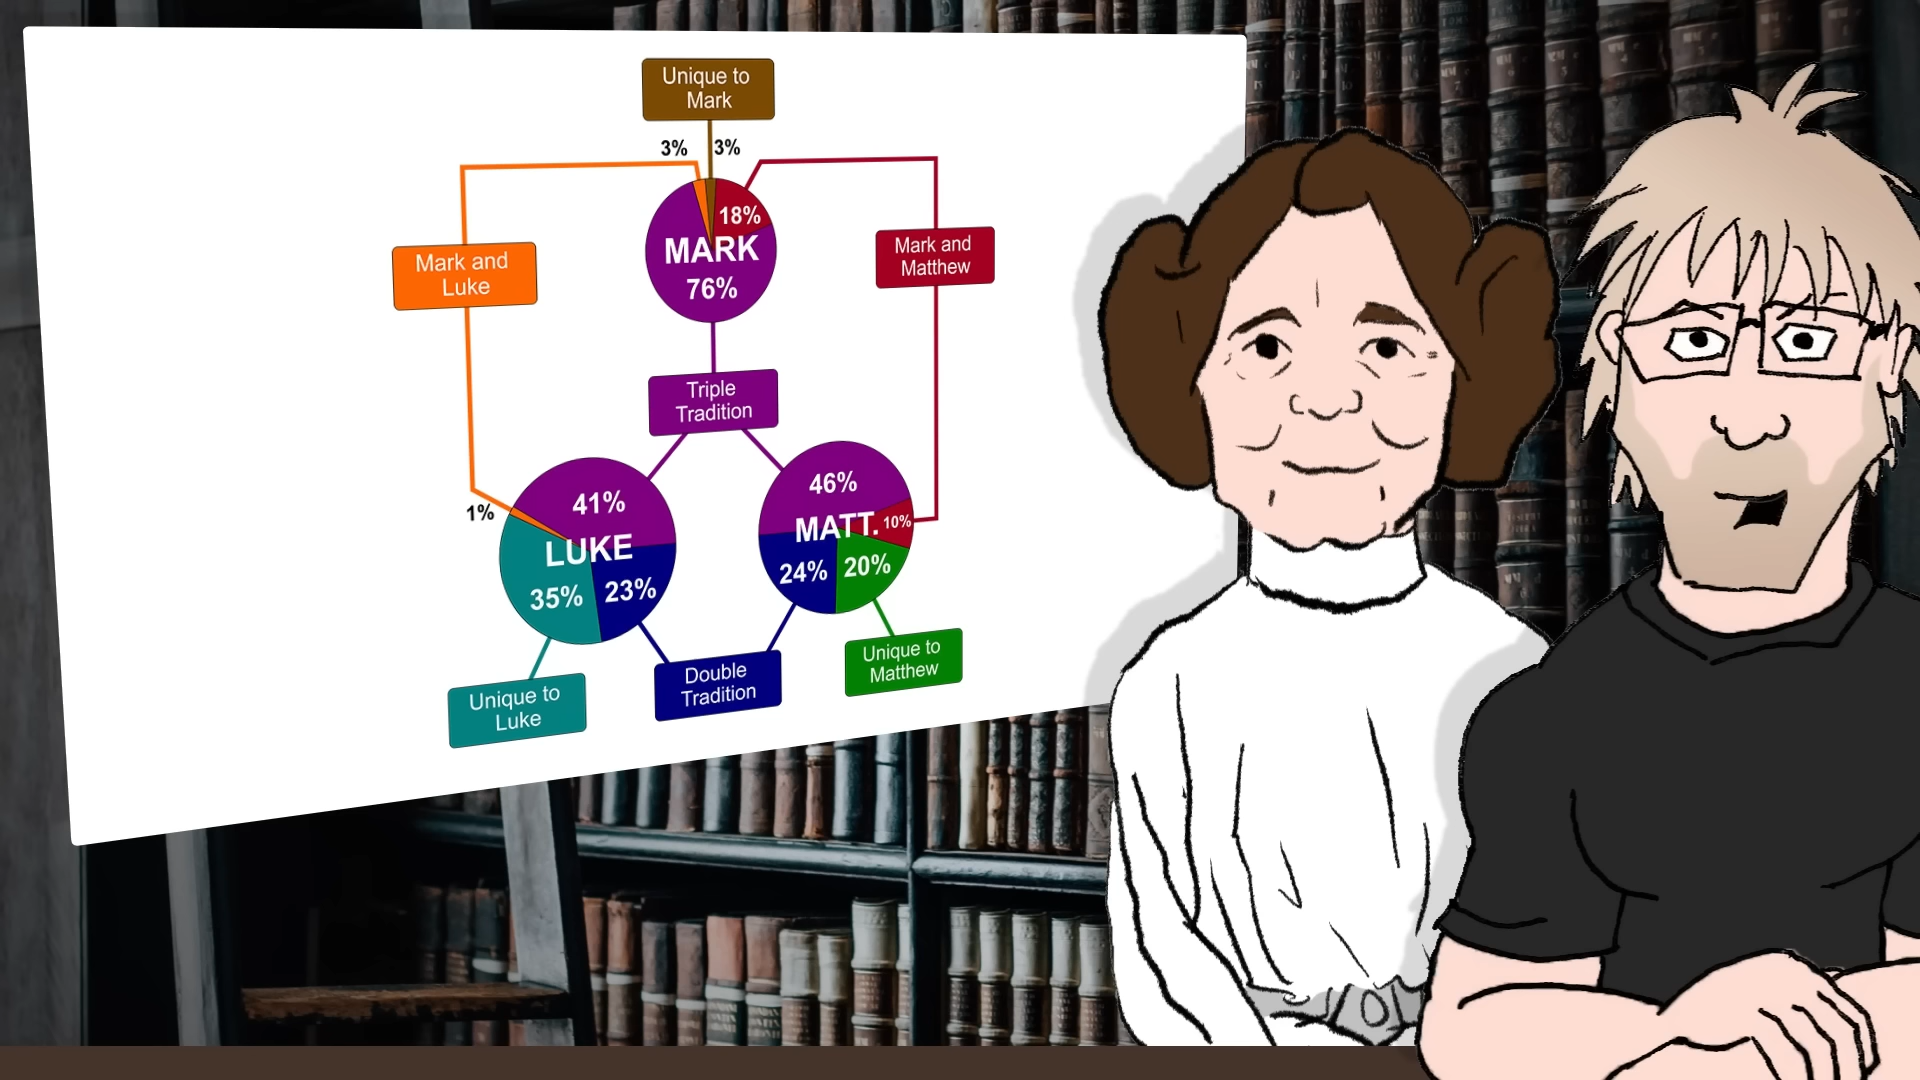 Unique to
Mark
3%
3%
18%
MARK
76%
Mark and
Luke
Mark and
Matthew
Triple
Tradition
41%
LUKE
1%
35%
23%
46%
MATT.
10%
24%
20%
Unique to
Luke
Double
Tradition
Unique to
Matthew